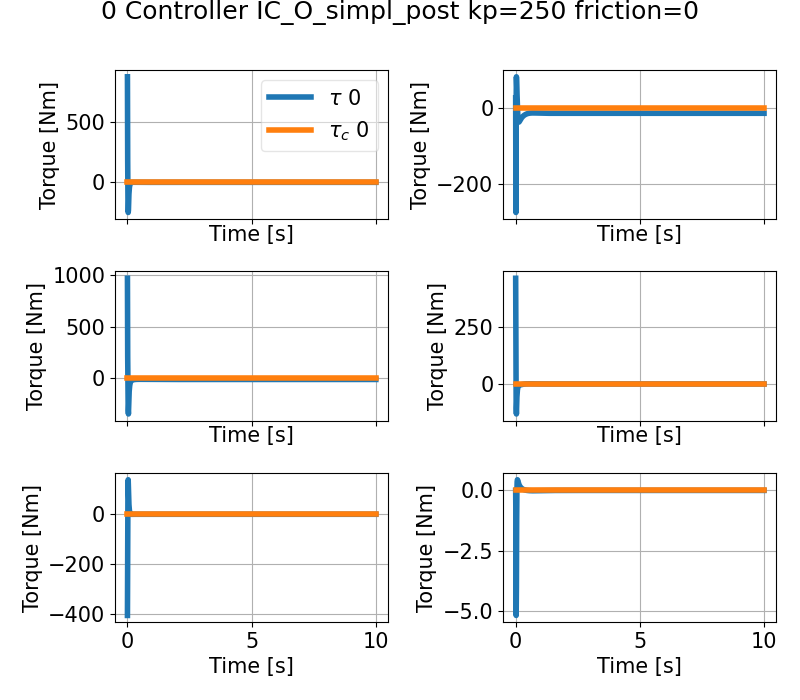 0 Controller IC_O_simpl_post kp=250 friction=0
Torque [Nm]
500
0
τ 0
τc 0
Time [s]
Torque [Nm]
0
−200
Time [s]
Torque [Nm]
1000
500
0
Time [s]
Torque [Nm]
250
0
Time [s]
Torque [Nm]
0
−200
−400
0 5 10
Time [s]
Torque [Nm]
0.0
−2.5
−5.0
0 5 10
Time [s]